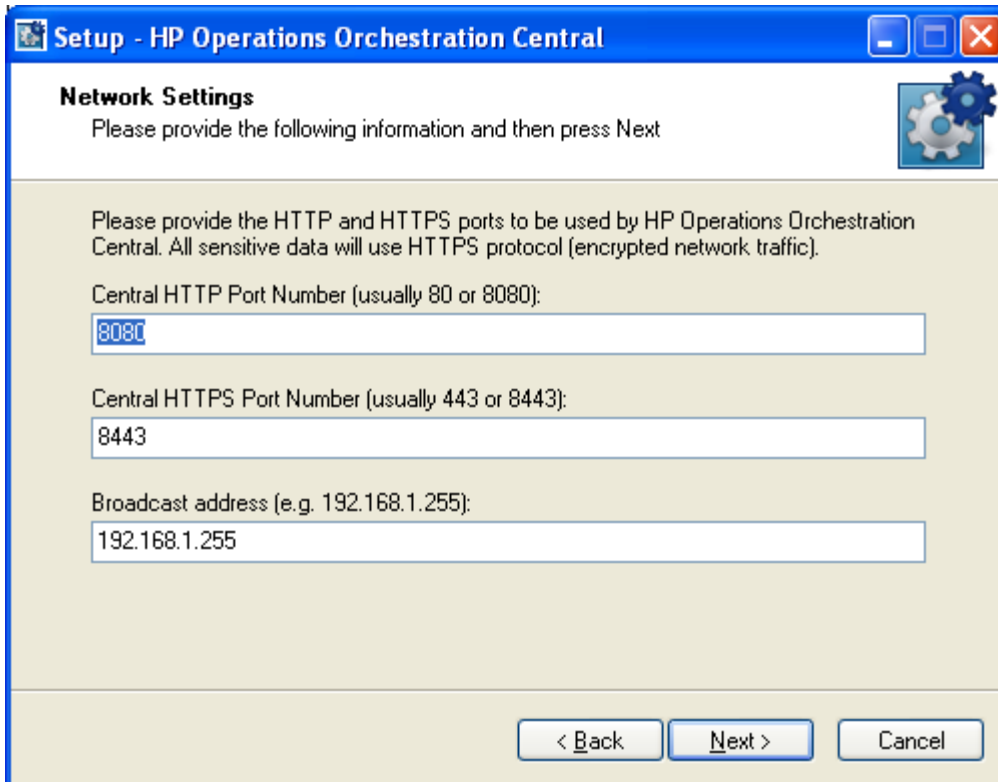 Setup - HP Operations Orchestration Central
Network Settings
Please provide the following information and then press Next
Please provide the HTTP and HTTPS ports to be used by HP Operations Orchestration
Central. All sensitive data will use HTTPS protocol (encrypted network traffic).
Central HTTP Port Number (usually 80 or 8080):
8080
Central HTTPS Port Number (usually 443 or 8443):
8443
Broadcast address (e.g. 192.168.1.255):
192.168.1.255
< Back Next > Cancel